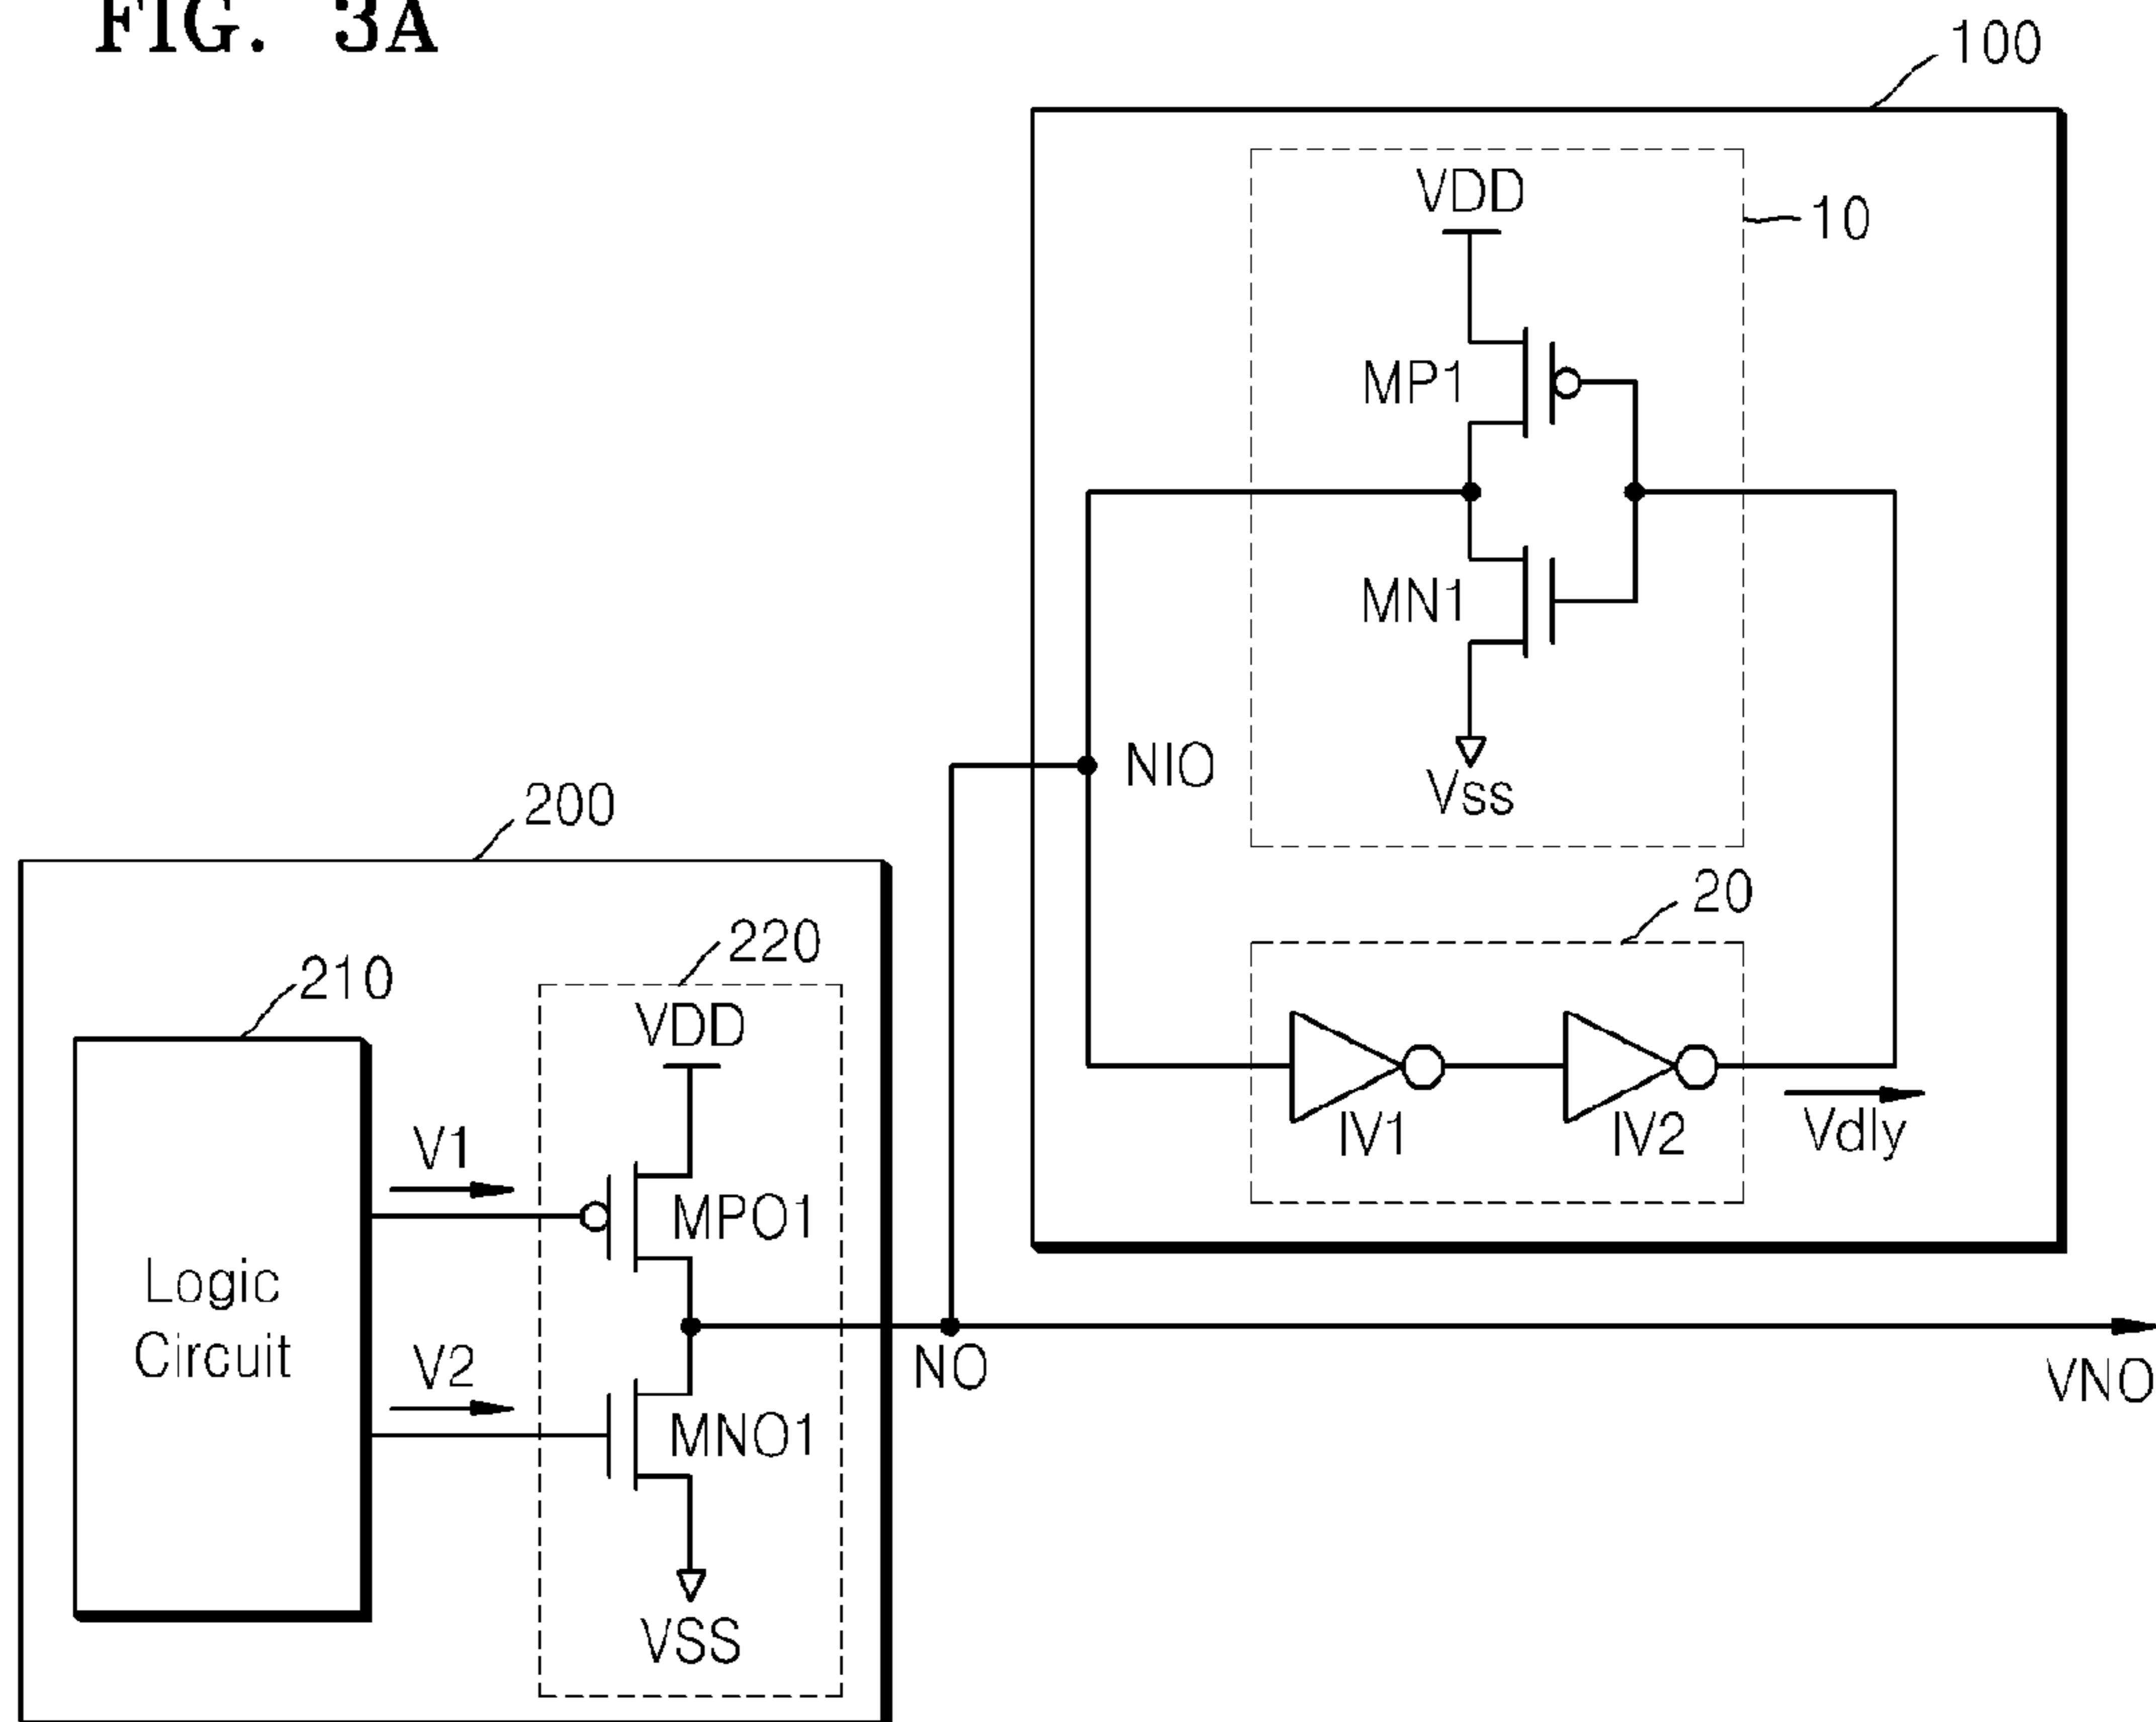 FIG. 3A
100
VDD
10
MP1
MN1
NIO
Vss
200
20
220
210
VDD
IV1
IV2
Vdly
V1
MPO1
Logic
Circuit
V2
NO
VNO
MNO1
VSS